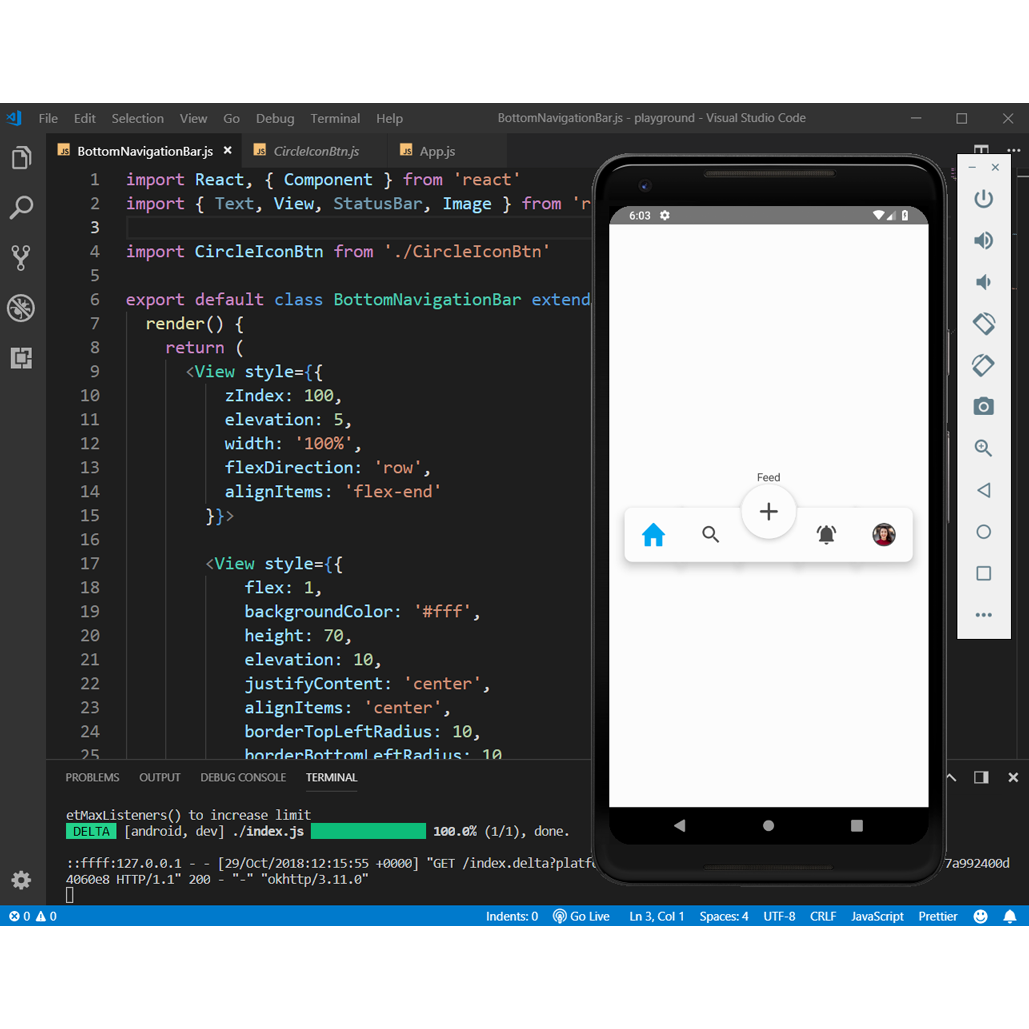 File Edit Selection View Go Debug Terminal Help BottomNavigationBar.js - playground - Visual Studio Code
JS BottomNavigationBar.js × JS CircleIconBtn.js JS App.js
1 import React, { Component } from 'react'
2 import { Text, View, StatusBar, Image } from 'r
3
4 import CircleIconBtn from './CircleIconBtn'
5
6 export default class BottomNavigationBar extend
7 render() {
8 return (
9 <View style={{
10 zIndex: 100,
11 elevation: 5,
12 width: '100%',
13 flexDirection: 'row',
14 alignItems: 'flex-end'
15 }}>
16
17 <View style={{
18 flex: 1,
19 backgroundColor: '#fff',
20 height: 70,
21 elevation: 10,
22 justifyContent: 'center',
23 alignItems: 'center',
24 borderTopLeftRadius: 10,
25 borderBottomLeftRadius: 10
6:03
Feed
PROBLEMS OUTPUT DEBUG CONSOLE TERMINAL
etMaxListeners() to increase limit
DELTA [android, dev] ./index.js 100.0% (1/1), done.
::ffff:127.0.0.1 - - [29/Oct/2018:12:15:55 +0000] "GET /index.delta?platfo 7a992400d
4060e8 HTTP/1.1" 200 - "-" "okhttp/3.11.0"
0 0 Indents: 0 Go Live Ln 3, Col 1 Spaces: 4 UTF-8 CRLF JavaScript Prettier